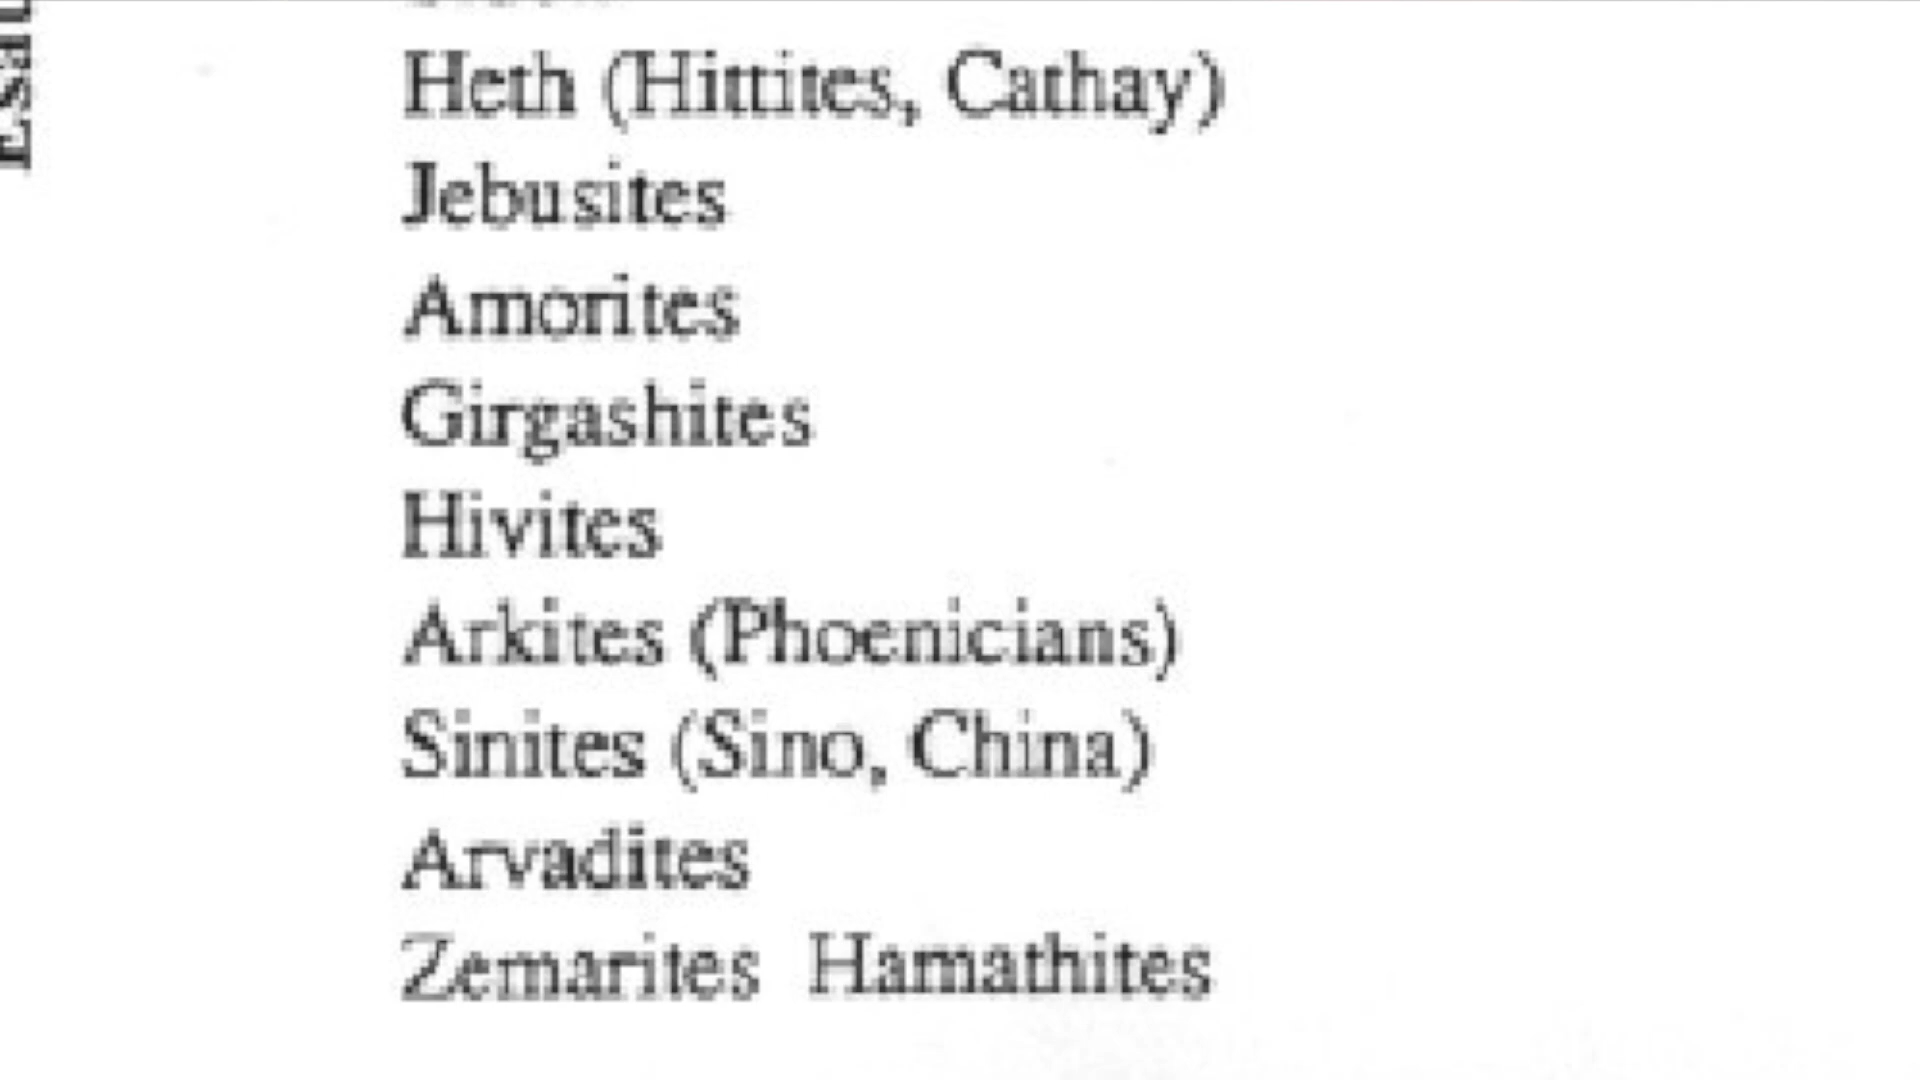 Heth (Hittites, Cathay)
Jebusites
Amorites
Girgashites
Hivites
Arkites (Phoenicians)
Sinites (Sino, China)
Arvadites
Zemarites Hamathites